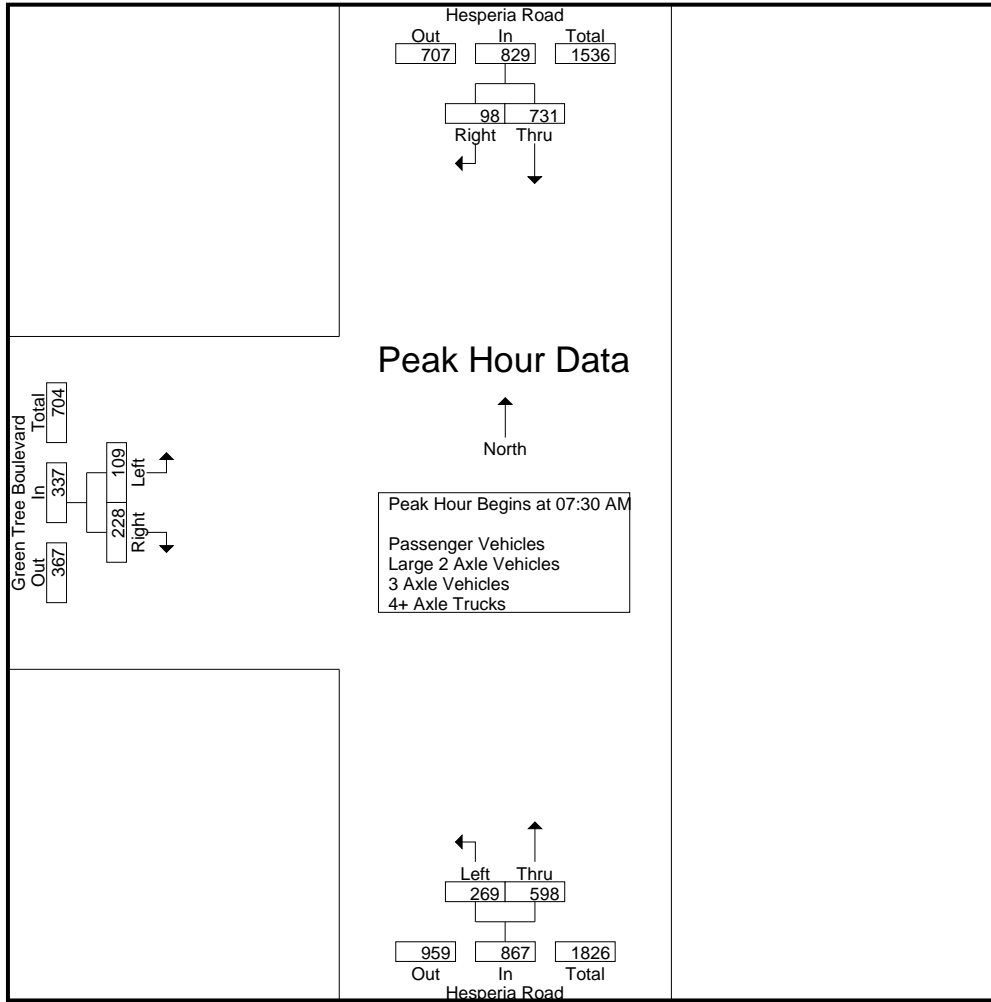 Hesperia Road
Out In Total
707 829 1536
98 731
Right Thru
Peak Hour Data
North
Peak Hour Begins at 07:30 AM
Passenger Vehicles
Large 2 Axle Vehicles
3 Axle Vehicles
4+ Axle Trucks
Green Tree Boulevard
Out In Total
367 337 704
228 109
Right Left
Left Thru
269 598
959 867 1826
Out In Total
Hesperia Road